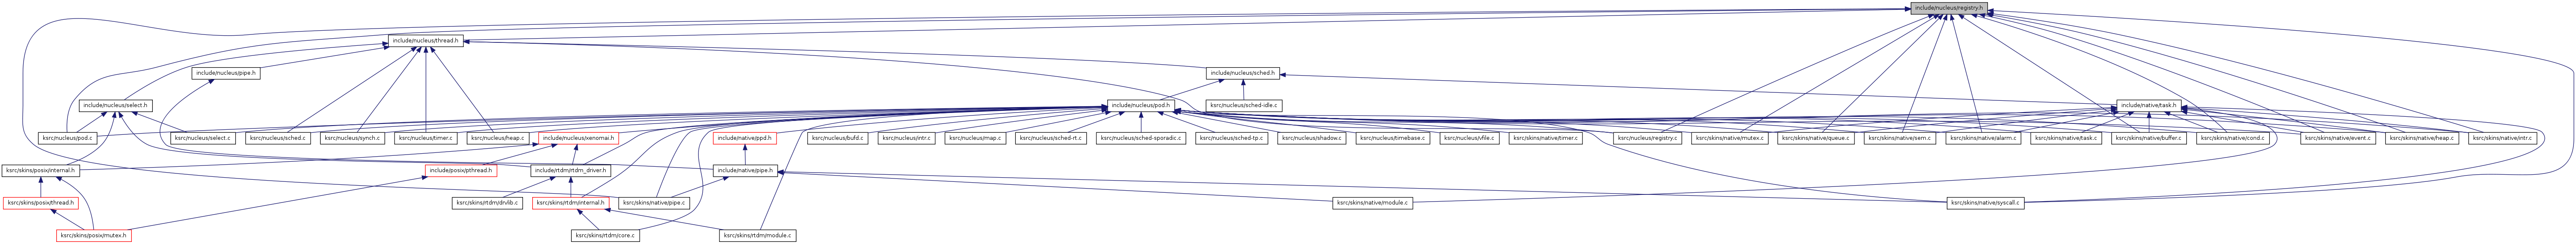 include/nucleus/registry.h
include/nucleus/thread.h
include/nucleus/pipe.h
include/nucleus/sched.h
include/nucleus/select.h
include/nucleus/pod.h
ksrc/nucleus/sched-idle.c
include/native/task.h
ksrc/nucleus/pod.c
ksrc/nucleus/select.c
ksrc/nucleus/sched.c
ksrc/nucleus/synch.c
ksrc/nucleus/timer.c
ksrc/nucleus/heap.c
include/nucleus/xenomai.h
include/native/ppd.h
ksrc/nucleus/bufd.c
ksrc/nucleus/intr.c
ksrc/nucleus/map.c
ksrc/nucleus/sched-rt.c
ksrc/nucleus/sched-sporadic.c
ksrc/nucleus/sched-tp.c
ksrc/nucleus/shadow.c
ksrc/nucleus/timebase.c
ksrc/nucleus/vfile.c
ksrc/skins/native/timer.c
ksrc/nucleus/registry.c
ksrc/skins/native/mutex.c
ksrc/skins/native/queue.c
ksrc/skins/native/sem.c
ksrc/skins/native/alarm.c
ksrc/skins/native/task.c
ksrc/skins/native/buffer.c
ksrc/skins/native/cond.c
ksrc/skins/native/event.c
ksrc/skins/native/heap.c
ksrc/skins/native/intr.c
ksrc/skins/posix/internal.h
include/posix/pthread.h
include/rtdm/rtdm_driver.h
include/native/pipe.h
ksrc/skins/posix/thread.h
ksrc/skins/rtdm/drvlib.c
ksrc/skins/rtdm/internal.h
ksrc/skins/native/pipe.c
ksrc/skins/native/module.c
ksrc/skins/native/syscall.c
ksrc/skins/posix/mutex.h
ksrc/skins/rtdm/core.c
ksrc/skins/rtdm/module.c